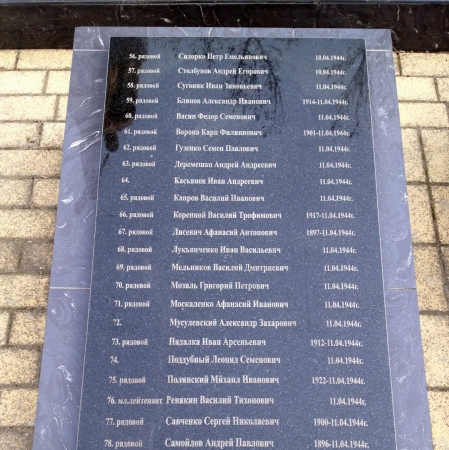 56. рядовой Сидорко Петр Емельянович 10.04.1944г.
57. рядовой Столбунов Андрей Егорович 10.04.1944г.
58. рядовой Сугоник Иван Зиновьевич 11.04.1944г.
59. рядовой Блинов Александр Иванович 1914-11.04.1944г.
60. рядовой Васин Федор Семенович 11.04.1944г.
61. рядовой Ворона Карп Филиппович 1901-11.04.1944г.
62. рядовой Гузенко Семен Павлович 11.04.1944г.
63. рядовой Деремешко Андрей Андреевич 11.04.1944г.
64. Касьянов Иван Андреевич 11.04.1944г.
65. рядовой Капров Василий Иванович 11.04.1944г.
66. рядовой Коренной Василий Трофимович 1917-11.04.1944г.
67. рядовой Лисевич Афанасий Антонович 1897-11.04.1944г.
68. рядовой Лукьянченко Иван Васильевич 11.04.1944г.
69. рядовой Мельников Василий Дмитриевич 11.04.1944г.
70. рядовой Мозяль Григорий Петрович 11.04.1944г.
71. рядовой Москаленко Афанасий Иванович 11.04.1944г.
72. Мусулевский Александр Захарович 11.04.1944г.
73. рядовой Падалка Иван Арсеньевич 1912-11.04.1944г.
74. Поддубный Леонид Семенович 11.04.1944г.
75. рядовой Полянский Михаил Иванович 1922-11.04.1944г.
76. мл.лейтенант Ревякин Василий Тихонович 11.04.1944г.
77. рядовой Савченко Сергей Николаевич 1900-11.04.1944г.
78. рядовой Самойлов Андрей Павлович 1896-11.04.1944г.